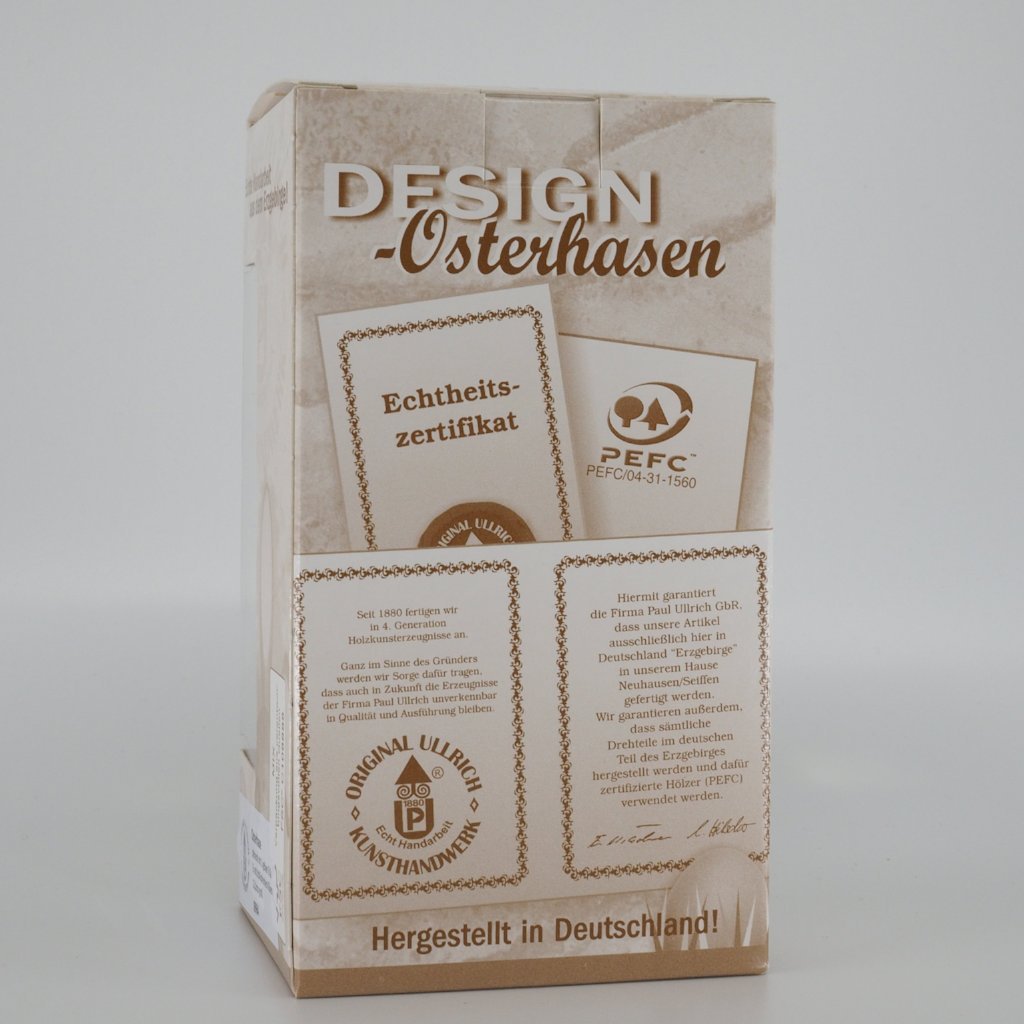 DESIGN
-Osterhasen
Echtheits-
zertifikat
ORIGINAL ULLRICH
PEFC™
PEFC/04-31-1560
Seit 1880 fertigen wir
in 4. Generation
Holzkunsterzeugnisse an.
Ganz im Sinne des Gründers
werden wir Sorge dafür tragen,
dass auch in Zukunft die Erzeugnisse
der Firma Paul Ullrich unverkennbar
in Qualität und Ausführung bleiben.
ORIGINAL ULLRICH
®
1880
UP
Echt Handarbeit
KUNSTHANDWERK
Hiermit garantiert
die Firma Paul Ullrich GbR,
dass unsere Artikel
ausschließlich hier in
Deutschland "Erzgebirge"
in unserem Hause
Neuhausen/Seiffen
gefertigt werden.
Wir garantieren außerdem,
dass sämtliche
Drehteile im deutschen
Teil des Erzgebirges
hergestellt werden und dafür
zertifizierte Hölzer (PEFC)
verwendet werden.
Hergestellt in Deutschland!